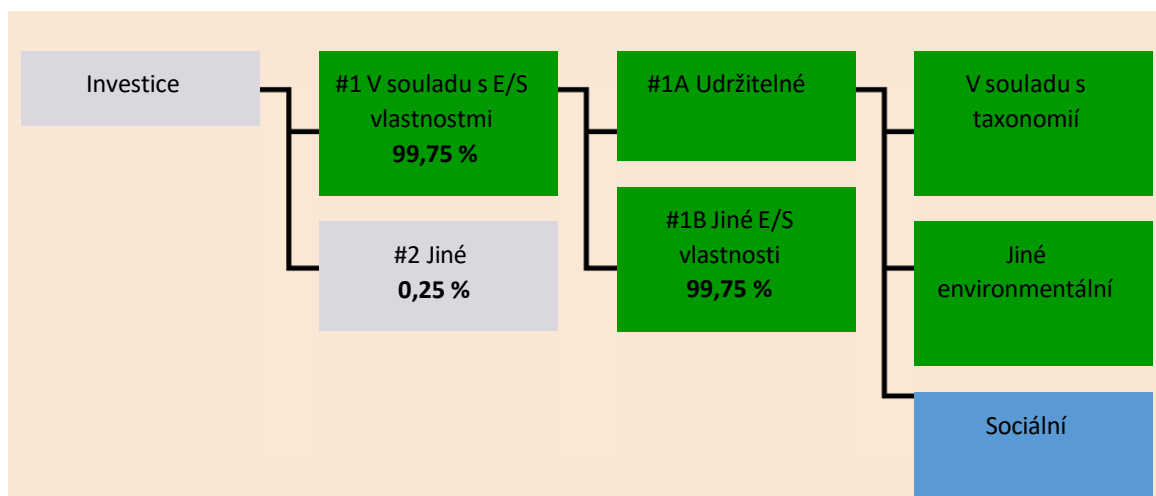 Investice
#1 V souladu s E/S
vlastnostmi
99,75 %
#2 Jiné
0,25 %
#1A Udržitelné
#1B Jiné E/S
vlastnosti
99,75 %
V souladu s
taxonomií
Jiné
environmentální
Sociální